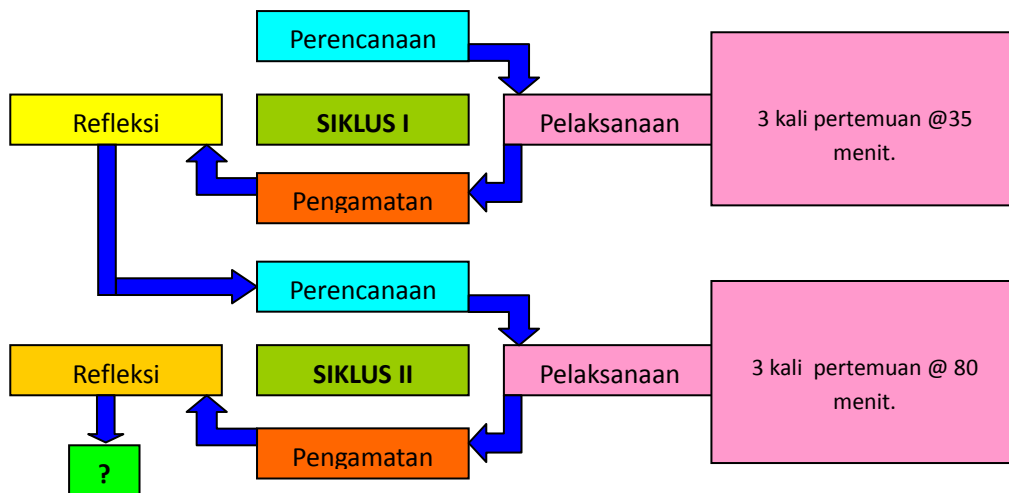 Perencanaan
Refleksi
SIKLUS I
Pelaksanaan
3 kali pertemuan @35
menit.
Pengamatan
Perencanaan
Refleksi
SIKLUS II
Pelaksanaan
3 kali  pertemuan @ 80
menit.
Pengamatan
?